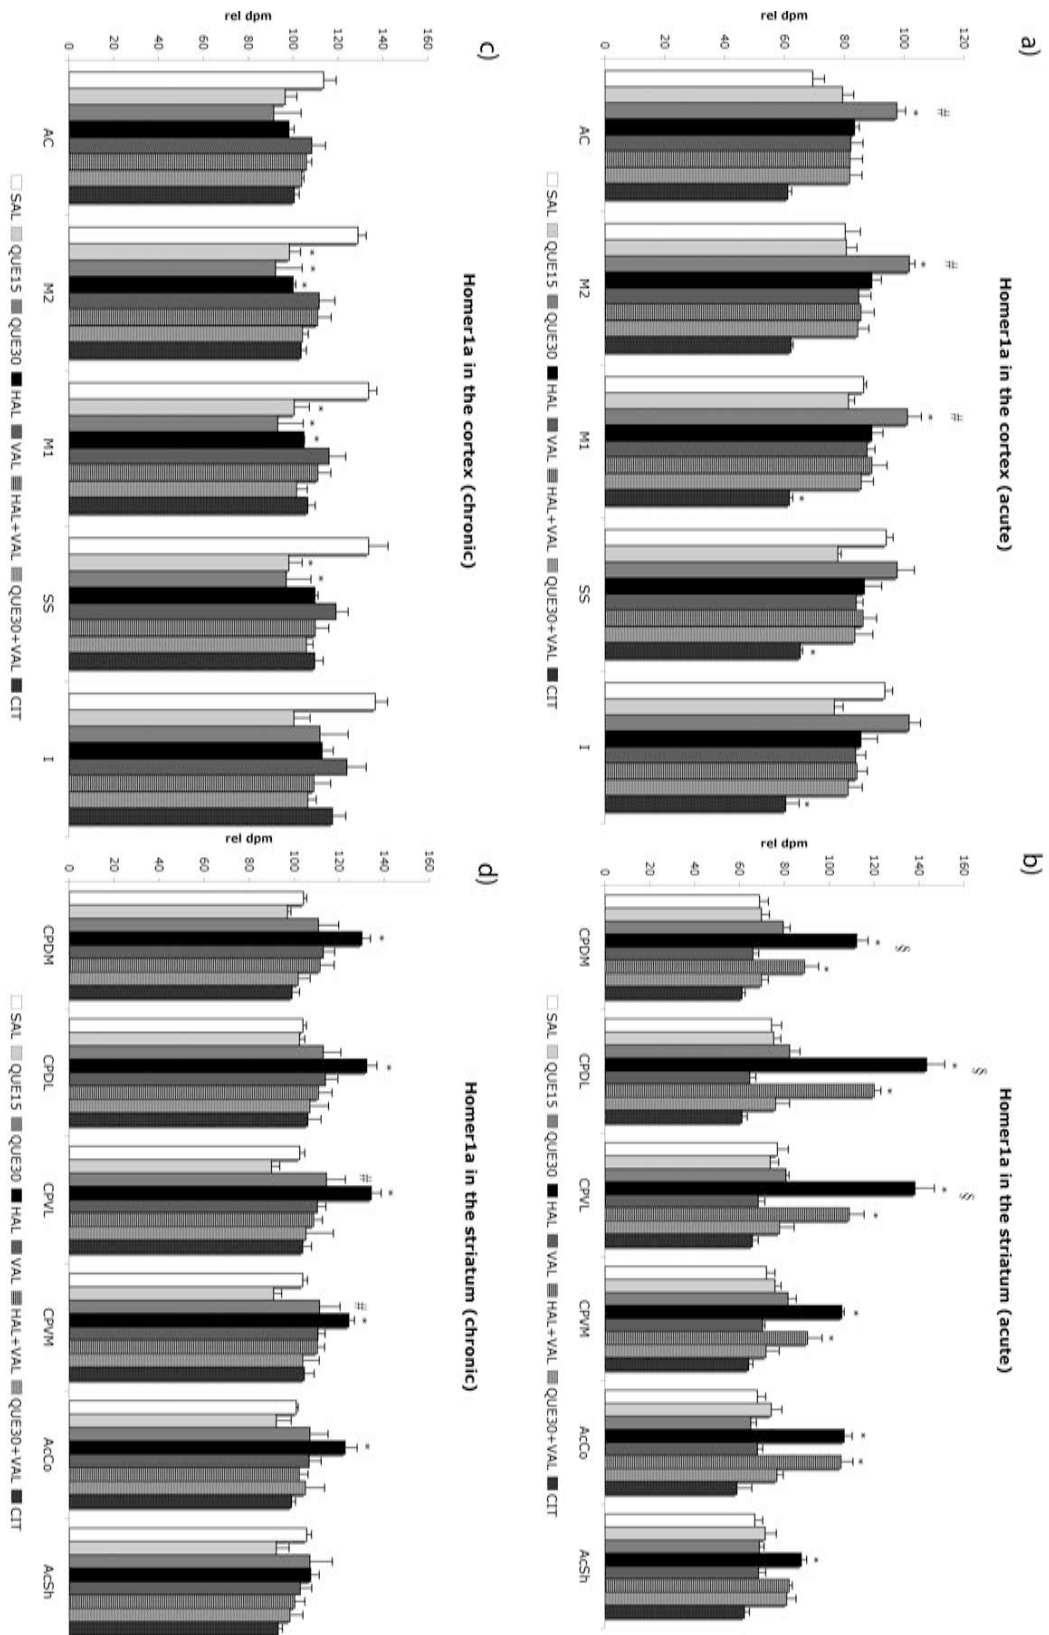 a)
Homer1a in the cortex (acute)
rel dpm
120
100
80
60
40
20
0
#
*
#
*
#
*
*
*
*
AC M2 M1 SS I
SAL QUE15 QUE30 HAL VAL HAL+VAL QUE30+VAL CIT
b)
Homer1a in the striatum (acute)
rel dpm
160
140
120
100
80
60
40
20
0
§
*
*
§
*
*
§
*
*
*
*
*
*
*
CPDM CPDL CPVL CPVM AcCo AcSh
SAL QUE15 QUE30 HAL VAL HAL+VAL QUE30+VAL CIT
c)
Homer1a in the cortex (chronic)
rel dpm
160
140
120
100
80
60
40
20
0
* * *
* * *
* *
AC M2 M1 SS I
SAL QUE15 QUE30 HAL VAL HAL+VAL QUE30+VAL CIT
d)
Homer1a in the striatum (chronic)
rel dpm
160
140
120
100
80
60
40
20
0
*
*
# *
# *
*
CPDM CPDL CPVL CPVM AcCo AcSh
SAL QUE15 QUE30 HAL VAL HAL+VAL QUE30+VAL CIT